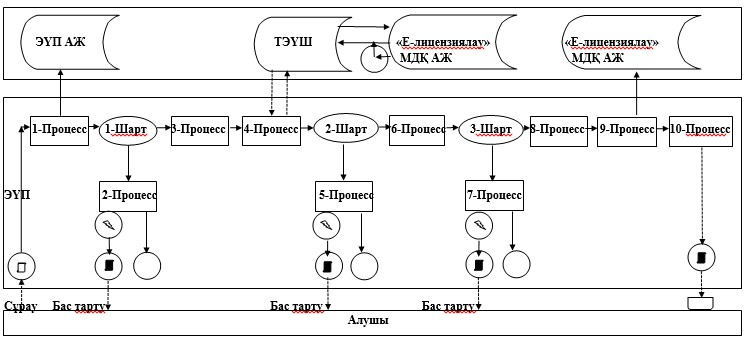 ЭҮП АЖ
ТЭҮШ
«Е-лицензиялау»
МДҚ АЖ
«Е-лицензиялау»
МДҚ АЖ
1-Процесс
1-Шарт
3-Процесс
4-Процесс
2-Шарт
6-Процесс
3-Шарт
8-Процесс
9-Процесс
10-Процесс
ЭҮП
2-Процесс
5-Процесс
7-Процесс
Сұрау
Бас тарту
Бас тарту
Бас тарту
Алушы